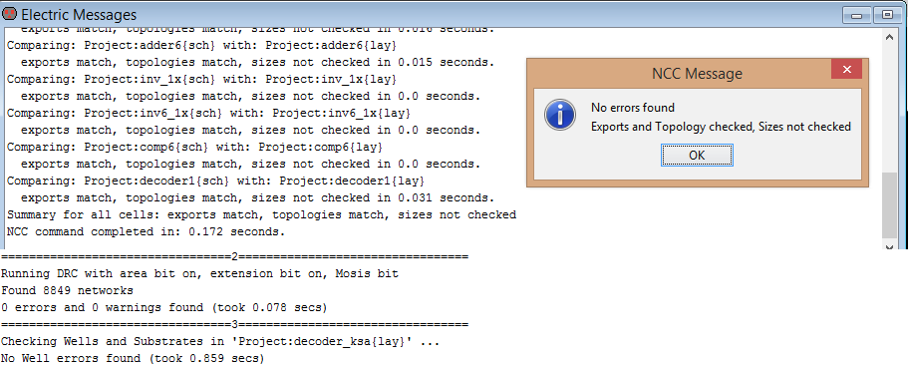 Electric Messages
exports match, topologies match, sizes not checked in 0.016 seconds.
Comparing: Project:adder6{sch} with: Project:adder6{lay}
exports match, topologies match, sizes not checked in 0.015 seconds.
Comparing: Project:inv_1x{sch} with: Project:inv_1x{lay}
exports match, topologies match, sizes not checked in 0.0 seconds.
Comparing: Project:inv6_1x{sch} with: Project:inv6_1x{lay}
exports match, topologies match, sizes not checked in 0.0 seconds.
Comparing: Project:comp6{sch} with: Project:comp6{lay}
exports match, topologies match, sizes not checked in 0.0 seconds.
Comparing: Project:decoder1{sch} with: Project:decoder1{lay}
exports match, topologies match, sizes not checked in 0.031 seconds.
Summary for all cells: exports match, topologies match, sizes not checked
NCC command completed in: 0.172 seconds.
NCC Message
No errors found
Exports and Topology checked, Sizes not checked
OK
=================================2=================================
Running DRC with area bit on, extension bit on, Mosis bit
Found 8849 networks
0 errors and 0 warnings found (took 0.078 secs)
=================================3=================================
Checking Wells and Substrates in 'Project:decoder_ksa{lay}' ...
No Well errors found (took 0.859 secs)